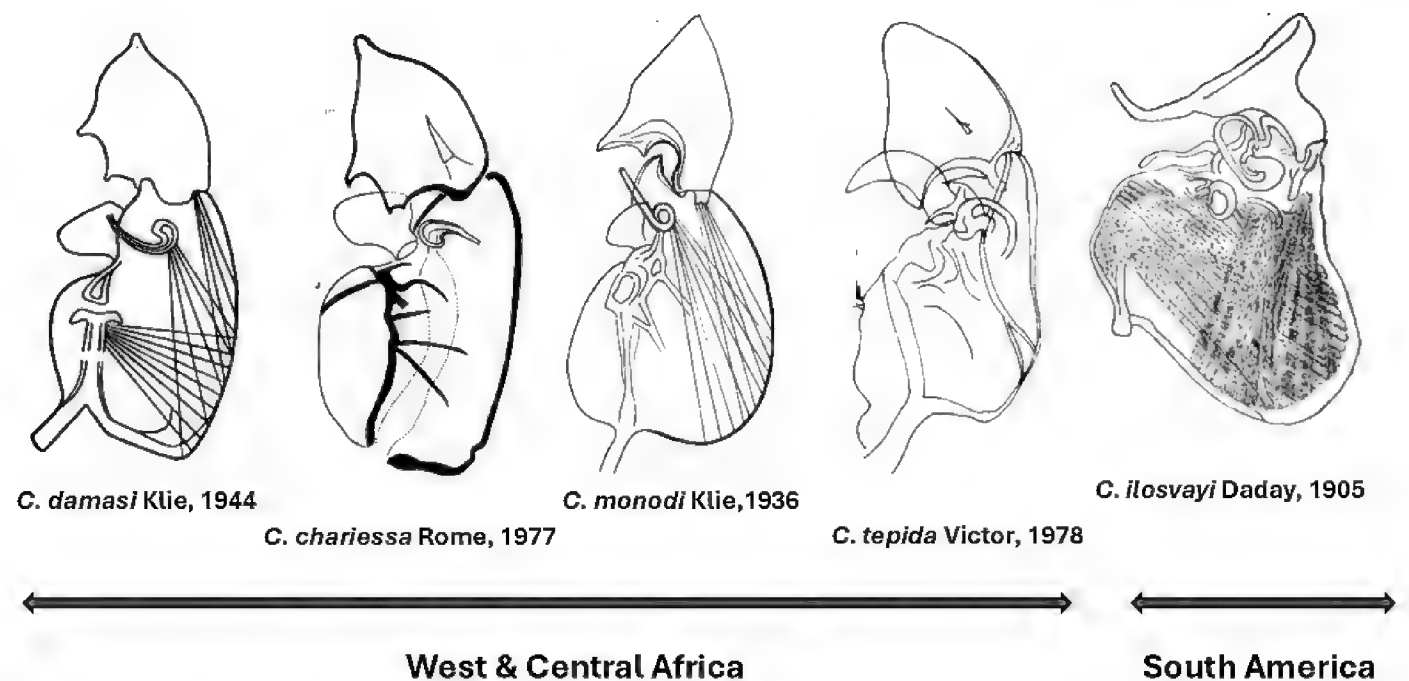 C. damasi Klie, 1944
C. chariessa Rome, 1977
C. monodi Klie,1936
C. tepida Victor, 1978
C. ilosvayi Daday, 1905
West & Central Africa
South America